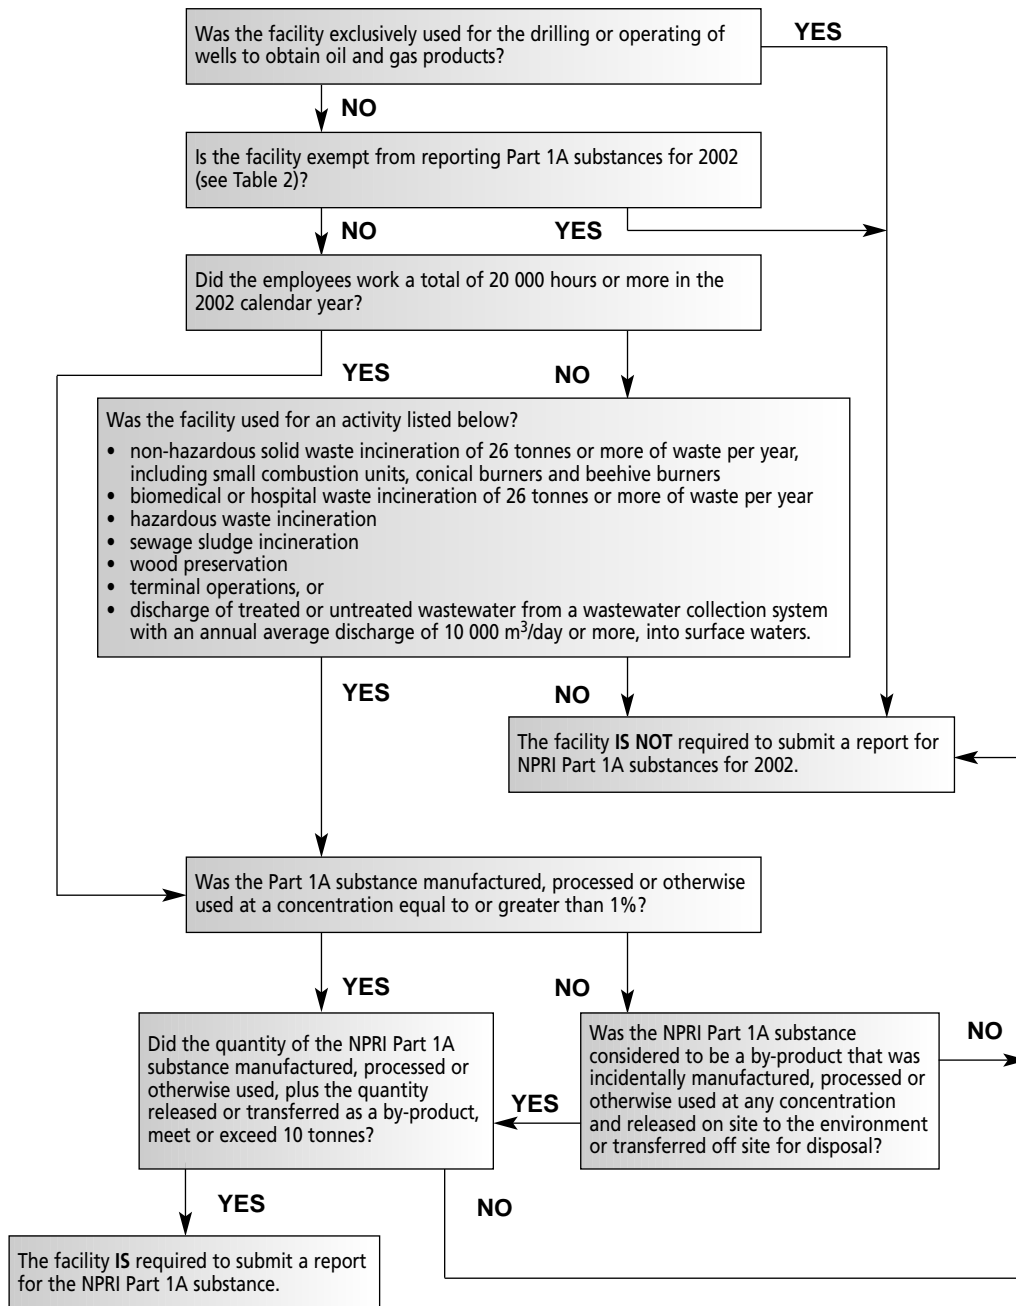 Was the facility exclusively used for the drilling or operating of
wells to obtain oil and gas products?
YES
NO
Is the facility exempt from reporting Part 1A substances for 2002
(see Table 2)?
NO
YES
Did the employees work a total of 20 000 hours or more in the
2002 calendar year?
YES
NO
Was the facility used for an activity listed below?
• non-hazardous solid waste incineration of 26 tonnes or more of waste per year,
including small combustion units, conical burners and beehive burners
• biomedical or hospital waste incineration of 26 tonnes or more of waste per year
• hazardous waste incineration
• sewage sludge incineration
• wood preservation
• terminal operations, or
• discharge of treated or untreated wastewater from a wastewater collection system
with an annual average discharge of 10 000 m³/day or more, into surface waters.
YES
NO
The facility IS NOT required to submit a report for
NPRI Part 1A substances for 2002.
Was the Part 1A substance manufactured, processed or otherwise
used at a concentration equal to or greater than 1%?
YES
NO
Did the quantity of the NPRI Part 1A
substance manufactured, processed or
otherwise used, plus the quantity
released or transferred as a by-product,
meet or exceed 10 tonnes?
YES
Was the NPRI Part 1A substance
considered to be a by-product that was
incidentally manufactured, processed or
otherwise used at any concentration
and released on site to the environment
or transferred off site for disposal?
NO
YES
NO
The facility IS required to submit a report
for the NPRI Part 1A substance.